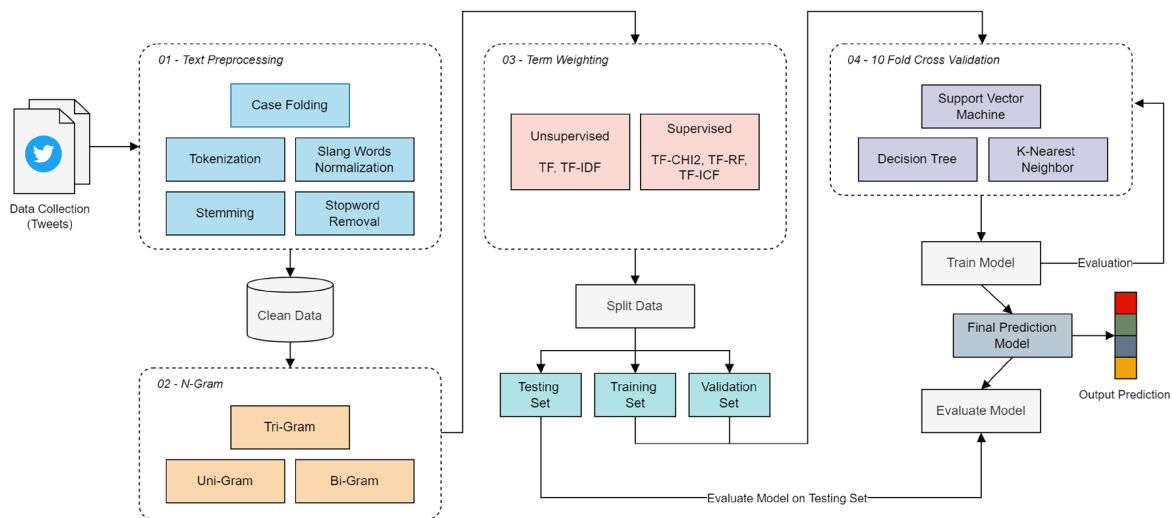 Data Collection
(Tweets)
01 - Text Preprocessing
Case Folding
Tokenization
Slang Words
Normalization
Stemming
Stopword
Removal
Clean Data
02 - N-Gram
Tri-Gram
Uni-Gram
Bi-Gram
03 - Term Weighting
Unsupervised
TF, TF-IDF
Supervised
TF-CHI2, TF-RF,
TF-ICF
Split Data
Testing
Set
Training
Set
Validation
Set
Evaluate Model on Testing Set
04 - 10 Fold Cross Validation
Support Vector
Machine
Decision Tree
K-Nearest
Neighbor
Train Model
Evaluation
Final Prediction
Model
Output Prediction
Evaluate Model